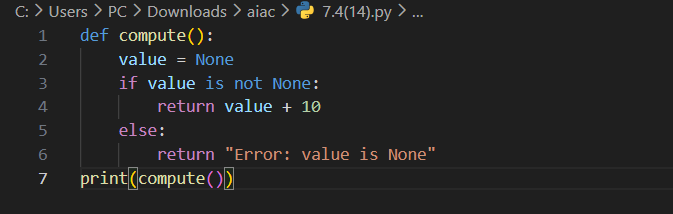 C: > Users > PC > Downloads > aiac > 7.4(14).py > ...
1 def compute():
2     value = None
3     if value is not None:
4         return value + 10
5     else:
6         return "Error: value is None"
7 print(compute())